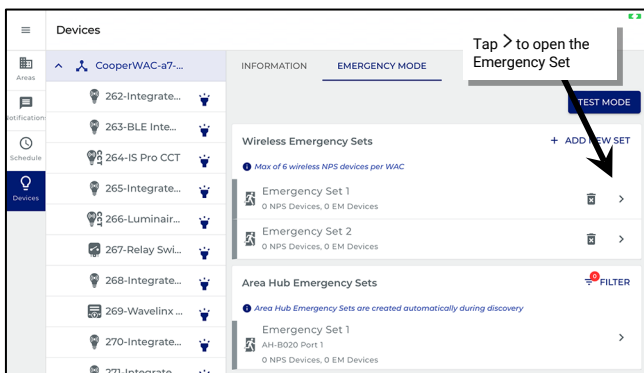 Devices
Tap > to open the
Emergency Set
Areas
Notifications
Schedule
Devices
CooperWAC-a7-...
262-Integrate...
263-BLE Inte...
264-IS Pro CCT
265-Integrate...
266-Luminair...
267-Relay Swi...
268-Integrate...
269-Wavelinx ...
270-Integrate...
271-Integrate...
INFORMATION
EMERGENCY MODE
TEST MODE
Wireless Emergency Sets
+ ADD NEW SET
Max of 6 wireless NPS devices per WAC
Emergency Set 1
0 NPS Devices, 0 EM Devices
Emergency Set 2
0 NPS Devices, 0 EM Devices
Area Hub Emergency Sets
0
FILTER
Area Hub Emergency Sets are created automatically during discovery
Emergency Set 1
AH-B020 Port 1
0 NPS Devices, 0 EM Devices